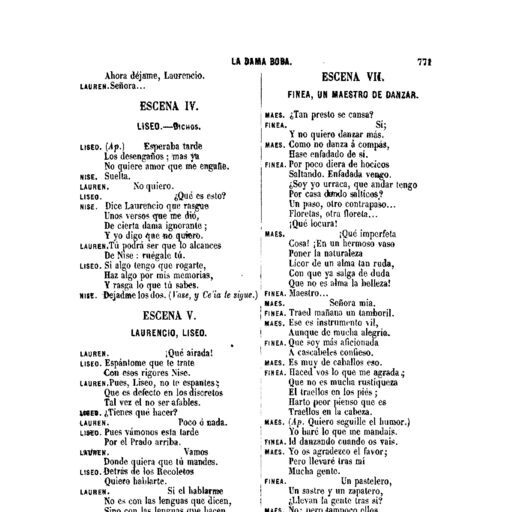 LA DAMA BOBA. 771
Ahora déjame, Laurencio.
LAUREN. Señora...
ESCENA IV.
LISEO.—DICHOS.
LISEO. (Ap.) Esperaba tarde
Los desengaños; mas ya
No quiere amor que me engañe.
NISE. Suelta.
LAUREN. No quiero.
LISEO. ¿Qué es esto?
NISE. Dice Laurencio que rasgue
Unos versos que me dió,
De cierta dama ignorante;
Y yo digo que no quiero.
LAUREN. Tú podrá ser que lo alcances
De Nise: ruégale tú.
LISEO. Si algo tengo que rogarte,
Haz algo por mis memorias,
Y rasga lo que tú sabes.
NISE. Dejadme los dos. (Vase, y Celia le sigue.)
ESCENA V.
LAURENCIO, LISEO.
LAUREN. ¡Qué airada!
LISEO. Espántome que te trate
Con esos rigores Nise.
LAUREN. Pues, Liseo, no te espantes;
Que es defecto en los discretos
Tal vez el no ser afables.
LISEO. ¿Tienes qué hacer?
LAUREN. Poco ó nada.
LISEO. Pues vámonos esta tarde
Por el Prado arriba.
LAUREN. Vamos
Donde quiera que tú mandes.
LISEO. Detrás de los Recoletos
Quiero hablarte.
LAUREN. Si el hablarme
No es con las lenguas que dicen,
Sino con las lenguas que hacen
ESCENA VII.
FINEA, UN MAESTRO DE DANZAR.
MAES. ¿Tan presto se cansa?
FINEA. Sí;
Y no quiero danzar más.
MAES. Como no danza á compás,
Hase enfadado de sí.
FINEA. Por poco diera de hocicos
Saltando. Enfadada vengo.
¿Soy yo urraca, que andar tengo
Por casa dando salticos?
Un paso, otro contrapaso...
Floretas, otra floreta...
¡Qué locura!
MAES. ¡Qué imperfeta
Cosa! ¡En un hermoso vaso
Poner la naturaleza
Licor de un alma tan ruda,
Con que ya salga de duda
Que no es alma la belleza!
FINEA. Maestro...
MAES. Señora mia.
FINEA. Traed mañana un tamboril.
MAES. Ese es instrumento vil,
Aunque de mucha alegría.
FINEA. Que soy más aficionada
A cascabeles confieso.
MAES. Es muy de caballos eso.
FINEA. Haced vos lo que me agrada;
Que no es mucha rustiqueza
El traellos en los piés;
Harto peor pienso que es
Traellos en la cabeza.
MAES. (Ap. Quiero seguille el humor.)
Yo haré lo que me mandais.
FINEA. Id danzando cuando os vais.
MAES. Yo os agradezco el favor;
Pero llevaré tras mí
Mucha gente.
FINEA. Un pastelero,
Un sastre y un zapatero,
¿Llevan la gente tras sí?
MAES. No; pero tampoco ellos